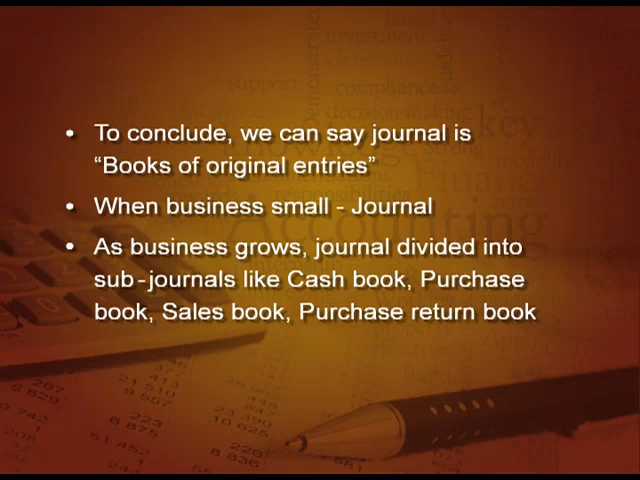 • To conclude, we can say journal is
“Books of original entries”
• When business small - Journal
• As business grows, journal divided into
sub-journals like Cash book, Purchase
book, Sales book, Purchase return book